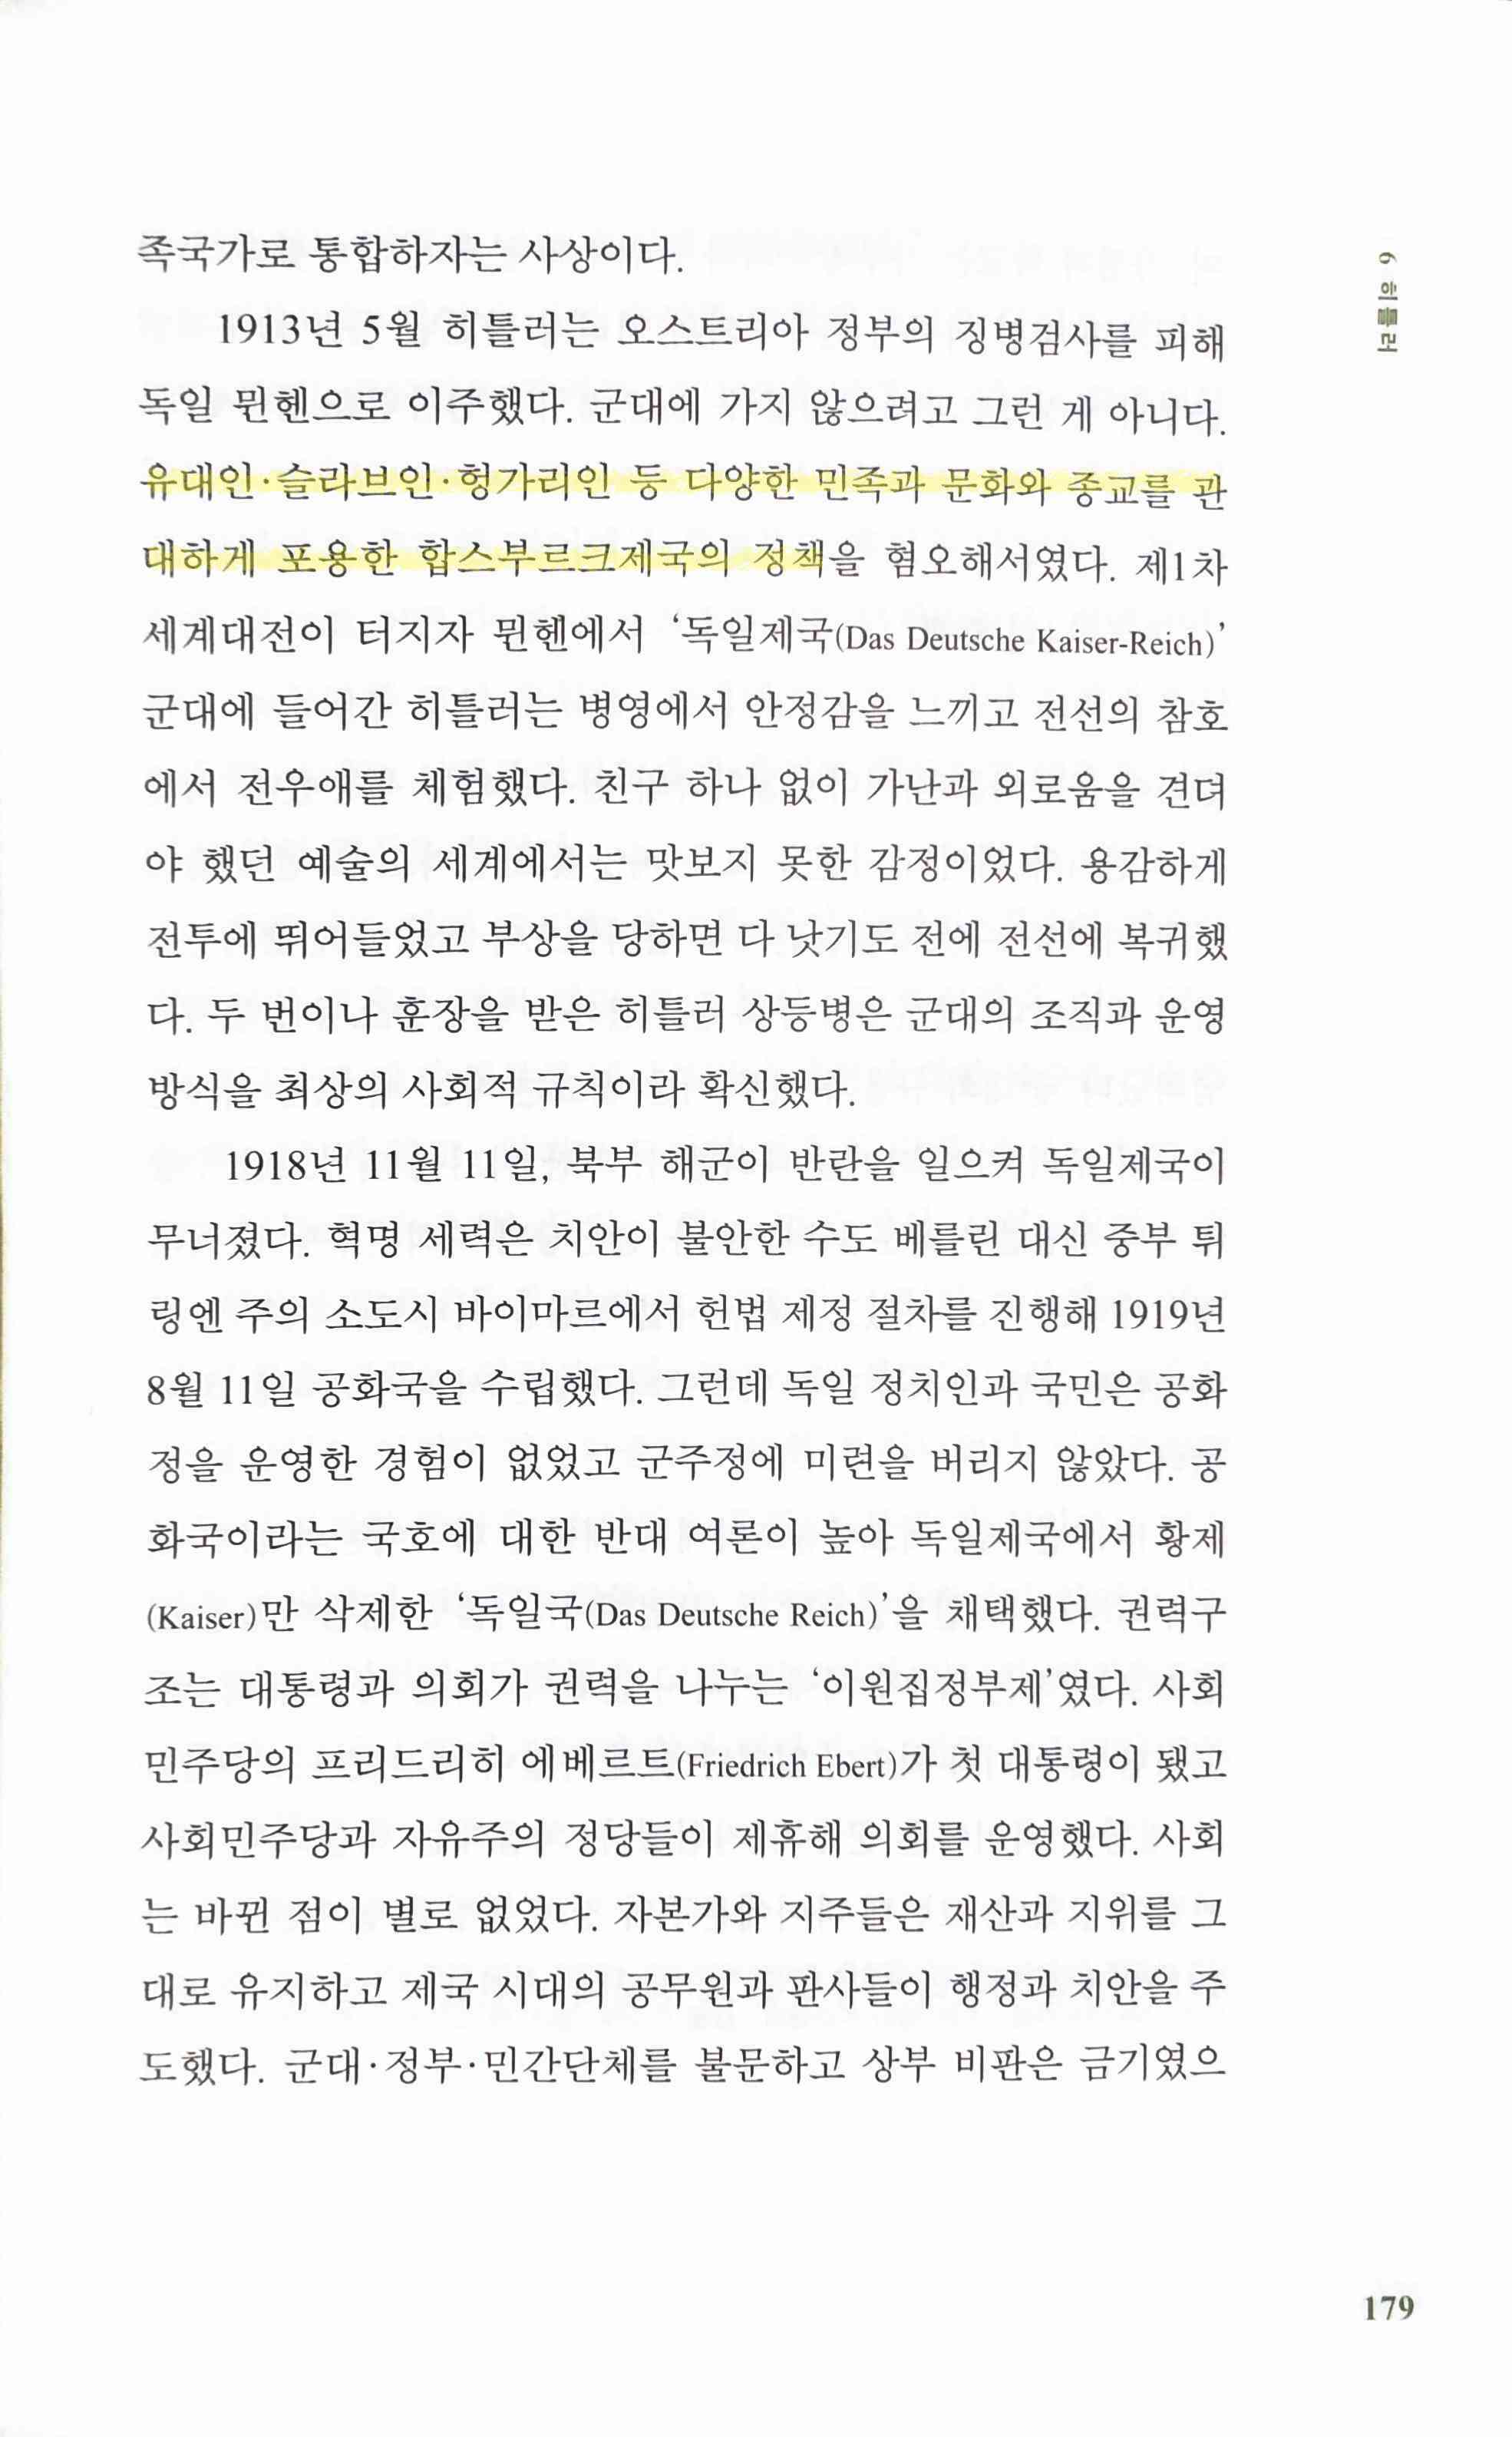 족국가로 통합하자는 사상이다.
1913년 5월 히틀러는 오스트리아 정부의 징병검사를 피해
독일 뮌헨으로 이주했다. 군대에 가지 않으려고 그런 게 아니다.
유대인·슬라브인·헝가리인 등 다양한 민족과 문화와 종교를 관
대하게 포용한 합스부르크제국의 정책을 혐오해서였다. 제1차
세계대전이 터지자 뮌헨에서 ‘독일제국(Das Deutsche Kaiser-Reich)’
군대에 들어간 히틀러는 병영에서 안정감을 느끼고 전선의 참호
에서 전우애를 체험했다. 친구 하나 없이 가난과 외로움을 견뎌
야 했던 예술의 세계에서는 맛보지 못한 감정이었다. 용감하게
전투에 뛰어들었고 부상을 당하면 다 낫기도 전에 전선에 복귀했
다. 두 번이나 훈장을 받은 히틀러 상등병은 군대의 조직과 운영
방식을 최상의 사회적 규칙이라 확신했다.
1918년 11월 11일, 북부 해군이 반란을 일으켜 독일제국이
무너졌다. 혁명 세력은 치안이 불안한 수도 베를린 대신 중부 튀
링엔 주의 소도시 바이마르에서 헌법 제정 절차를 진행해 1919년
8월 11일 공화국을 수립했다. 그런데 독일 정치인과 국민은 공화
정을 운영한 경험이 없었고 군주정에 미련을 버리지 않았다. 공
화국이라는 국호에 대한 반대 여론이 높아 독일제국에서 황제
(Kaiser)만 삭제한 ‘독일국(Das Deutsche Reich)’을 채택했다. 권력구
조는 대통령과 의회가 권력을 나누는 ‘이원집정부제’였다. 사회
민주당의 프리드리히 에베르트(Friedrich Ebert)가 첫 대통령이 됐고
사회민주당과 자유주의 정당들이 제휴해 의회를 운영했다. 사회
는 바뀐 점이 별로 없었다. 자본가와 지주들은 재산과 지위를 그
대로 유지하고 제국 시대의 공무원과 판사들이 행정과 치안을 주
도했다. 군대·정부·민간단체를 불문하고 상부 비판은 금기였으
6 히틀러
179